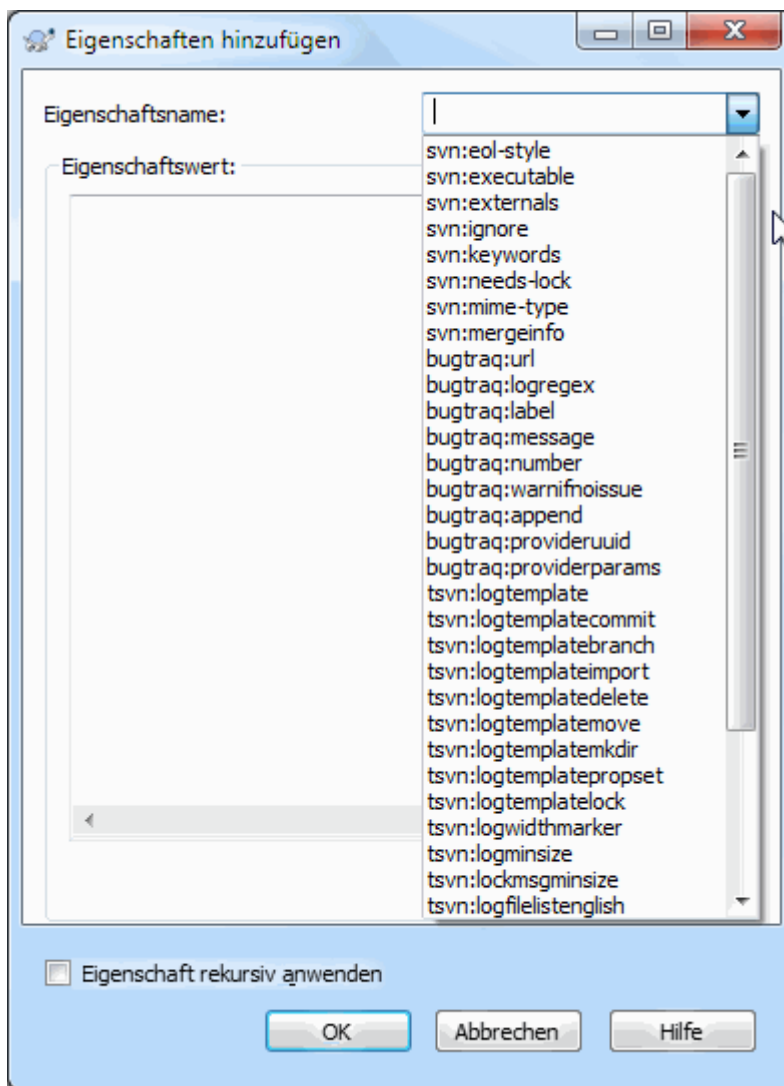 Eigenschaften hinzufügen
Eigenschaftsname:
Eigenschaftswert:
svn:eol-style
svn:executable
svn:externals
svn:ignore
svn:keywords
svn:needs-lock
svn:mime-type
svn:mergeinfo
bugtraq:url
bugtraq:logregex
bugtraq:label
bugtraq:message
bugtraq:number
bugtraq:warnifnoissue
bugtraq:append
bugtraq:provideruuid
bugtraq:providerparams
tsvn:logtemplate
tsvn:logtemplatecommit
tsvn:logtemplatebranch
tsvn:logtemplateimport
tsvn:logtemplatedelete
tsvn:logtemplatemove
tsvn:logtemplatemkdir
tsvn:logtemplatepropset
tsvn:logtemplatelock
tsvn:logwidthmarker
tsvn:logminsize
tsvn:lockmsgminsize
tsvn:logfilelistenglish
Eigenschaft rekursiv anwenden
OK Abbrechen Hilfe